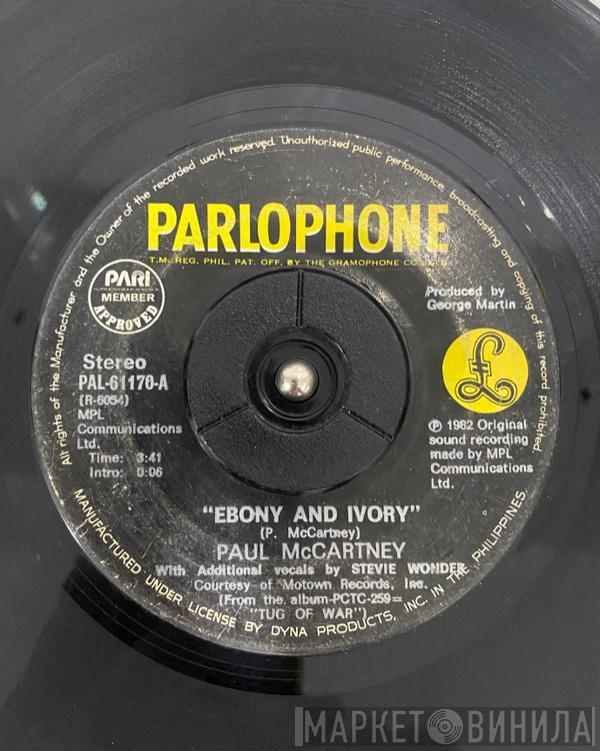 All rights of the Manufacturer and the Owner of the recorded work reserved. Unauthorized public performance, broadcasting and copying of this record prohibited.
PARLOPHONE
T.M. REG. PHIL. PAT. OFF. BY THE GRAMOPHONE CO. LTD.
PARI
MEMBER
APPROVED
Produced by
George Martin
Stereo
PAL-61170-A
(R-6054)
MPL
Communications
Ltd.
Time: 3:41
Intro: 0:06
£
℗ 1982 Original
sound recording
made by MPL
Communications
Ltd.
"EBONY AND IVORY"
(P. McCartney)
PAUL McCARTNEY
With Additional vocals by STEVIE WONDER
Courtesy of Motown Records, Inc.
(From the album-PCTC-259=
"TUG OF WAR")
MANUFACTURED UNDER LICENSE BY DYNA PRODUCTS, INC. IN THE PHILIPPINES
МАРКЕТ ВИНИЛА